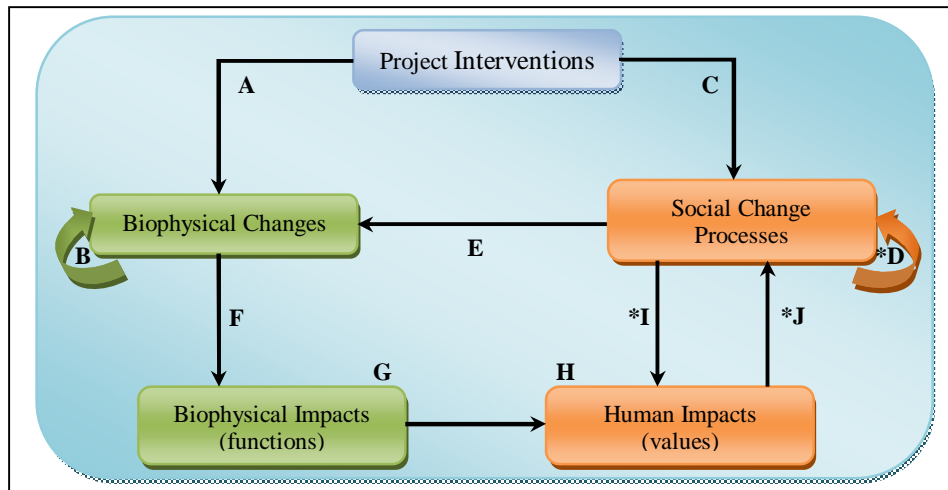 Project Interventions
A
C
Biophysical Changes
Social Change
Processes
B
*D
E
F
*I
*J
G
H
Biophysical Impacts
(functions)
Human Impacts
(values)